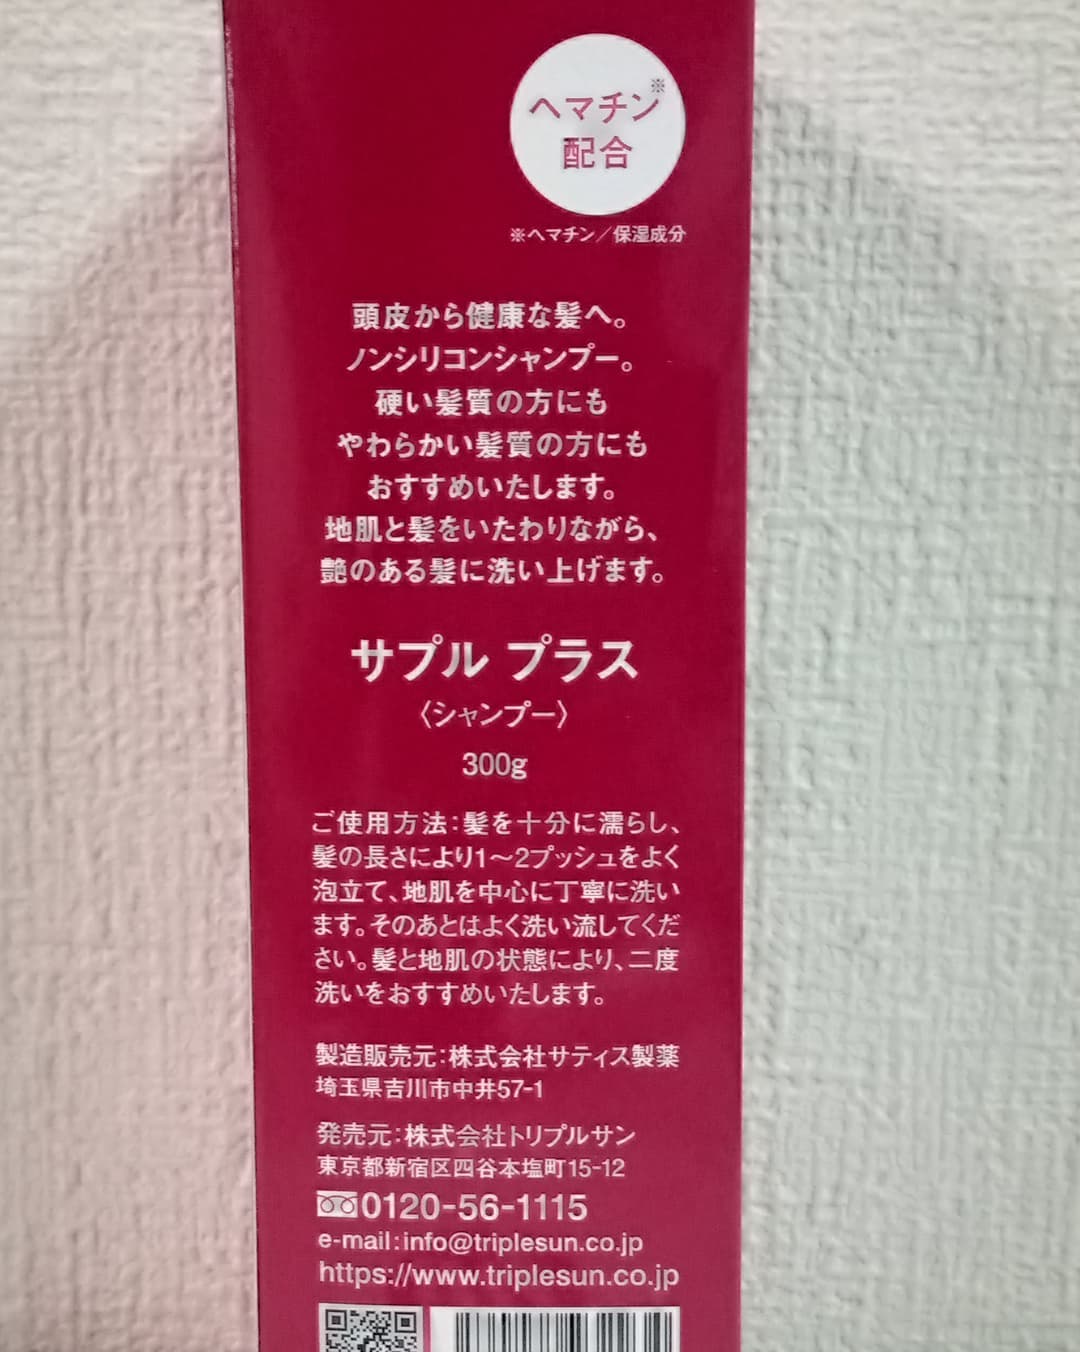 ヘマチン※
配合
※ヘマチン／保湿成分
頭皮から健康な髪へ。
ノンシリコンシャンプー。
硬い髪質の方にも
やわらかい髪質の方にも
おすすめいたします。
地肌と髪をいたわりながら、
艶のある髪に洗い上げます。
サプル プラス
〈シャンプー〉
300g
ご使用方法：髪を十分に濡らし、
髪の長さにより1〜2プッシュをよく
泡立て、地肌を中心に丁寧に洗い
ます。そのあとはよく洗い流してくだ
さい。髪と地肌の状態により、二度
洗いをおすすめいたします。
製造販売元：株式会社サティス製薬
埼玉県吉川市中井57-1
発売元：株式会社トリプルサン
東京都新宿区四谷本塩町15-12
0120-56-1115
e-mail：info@triplesun.co.jp
https://www.triplesun.co.jp